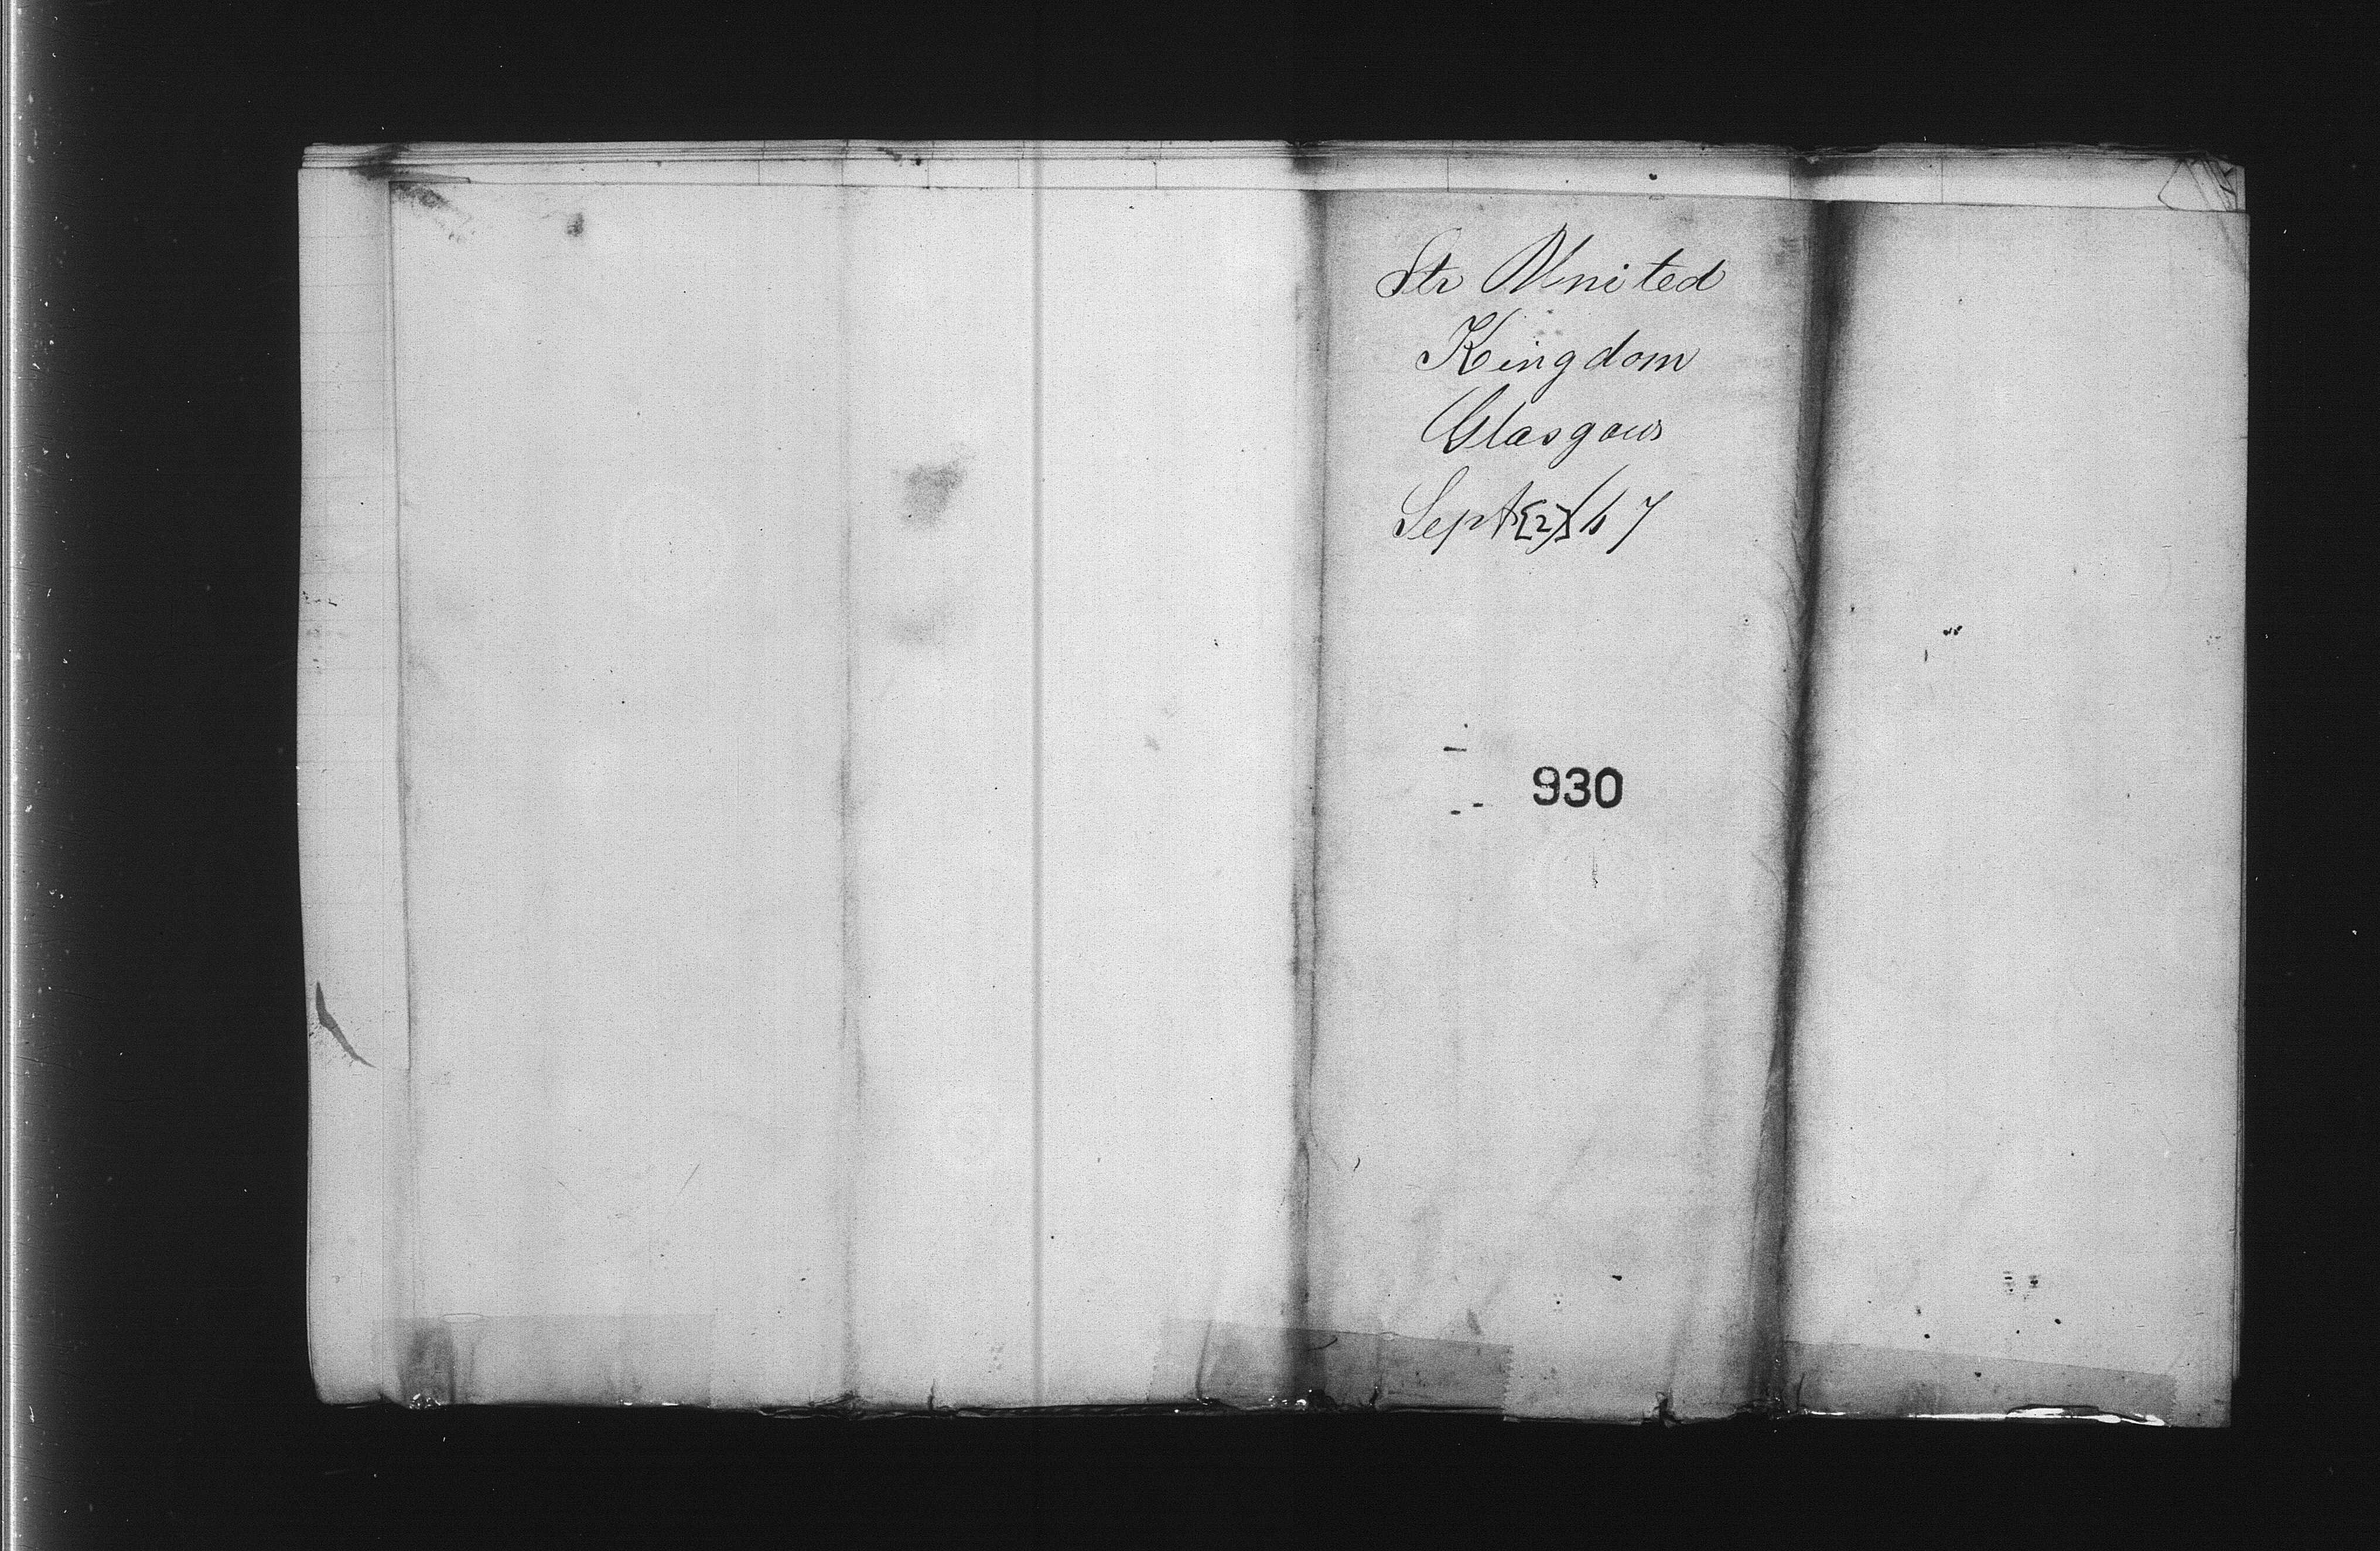 Str United
Kingdom
Glasgow
Sept [2]/67
930